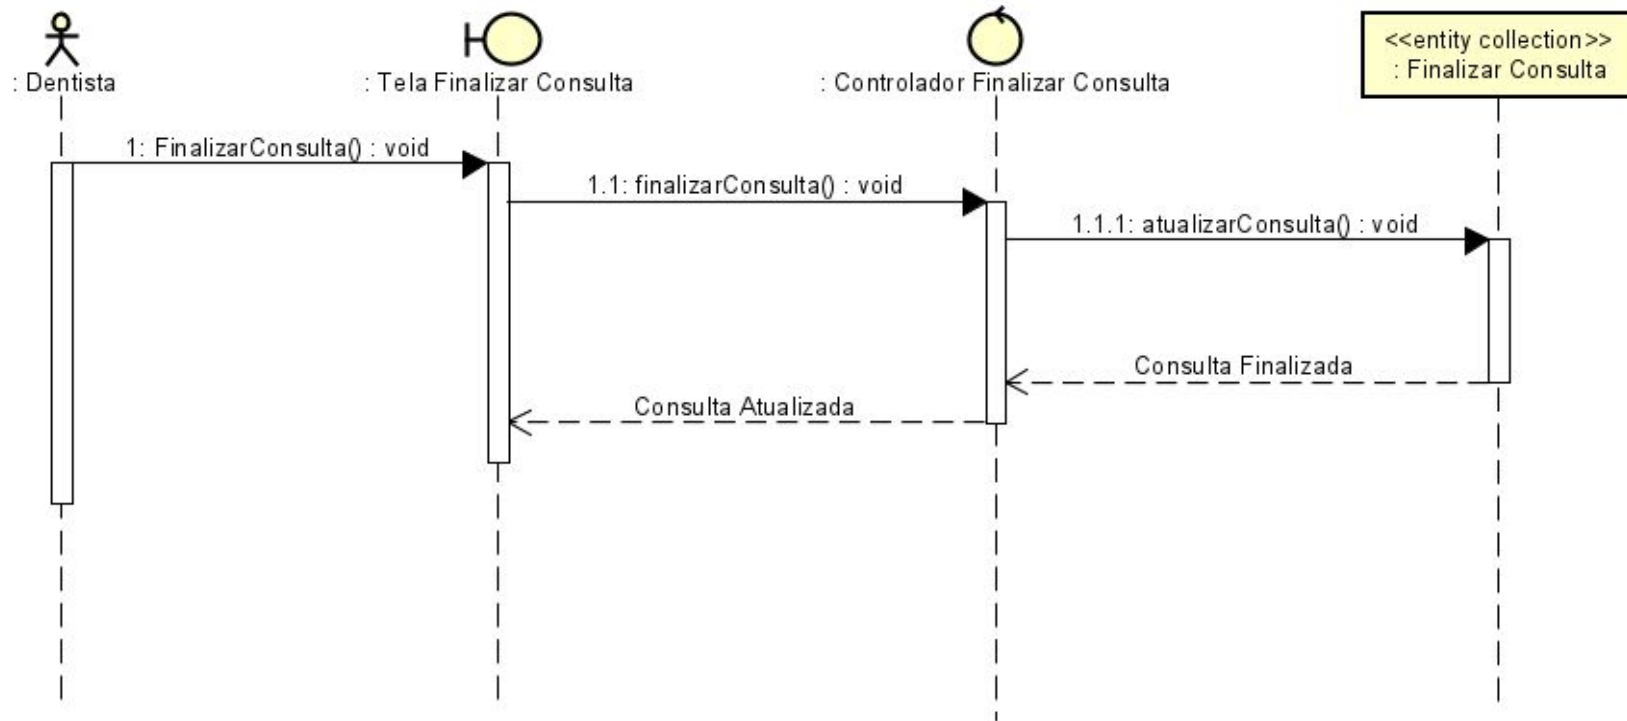 : Dentista
: Tela Finalizar Consulta
: Controlador Finalizar Consulta
<<entity collection>>
: Finalizar Consulta
1: FinalizarConsulta() : void
1.1: finalizarConsulta() : void
1.1.1: atualizarConsulta() : void
Consulta Finalizada
Consulta Atualizada